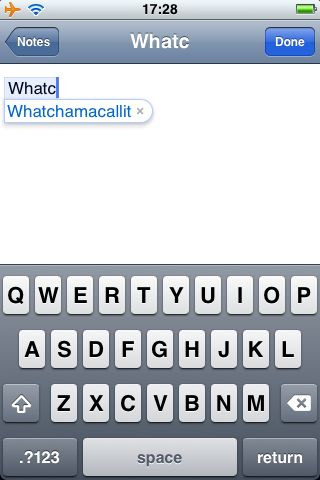 17:28
Notes Whatc Done
Whatc
Whatchamacallit ×
Q W E R T Y U I O P
A S D F G H J K L
Z X C V B N M
.?123 space return